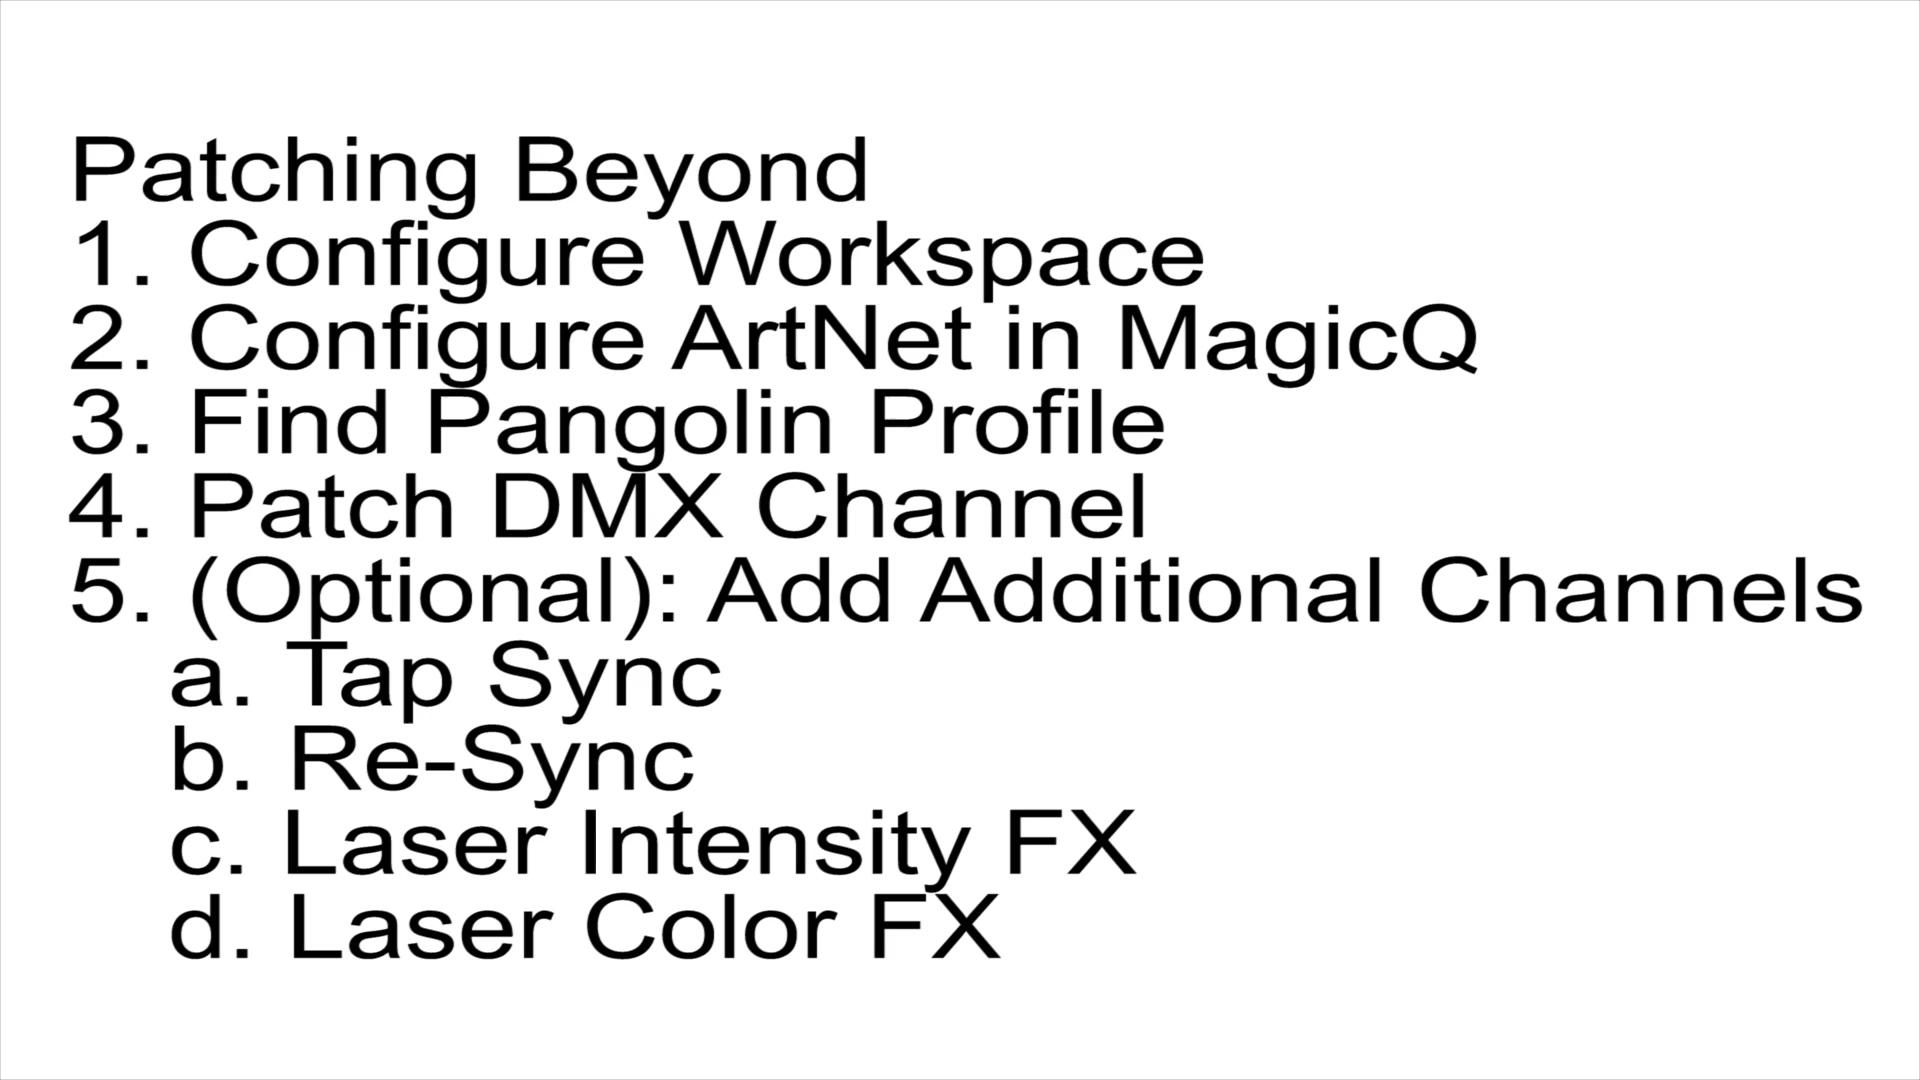 Patching Beyond
1. Configure Workspace
2. Configure ArtNet in MagicQ
3. Find Pangolin Profile
4. Patch DMX Channel
5. (Optional): Add Additional Channels
a. Tap Sync
b. Re-Sync
c. Laser Intensity FX
d. Laser Color FX